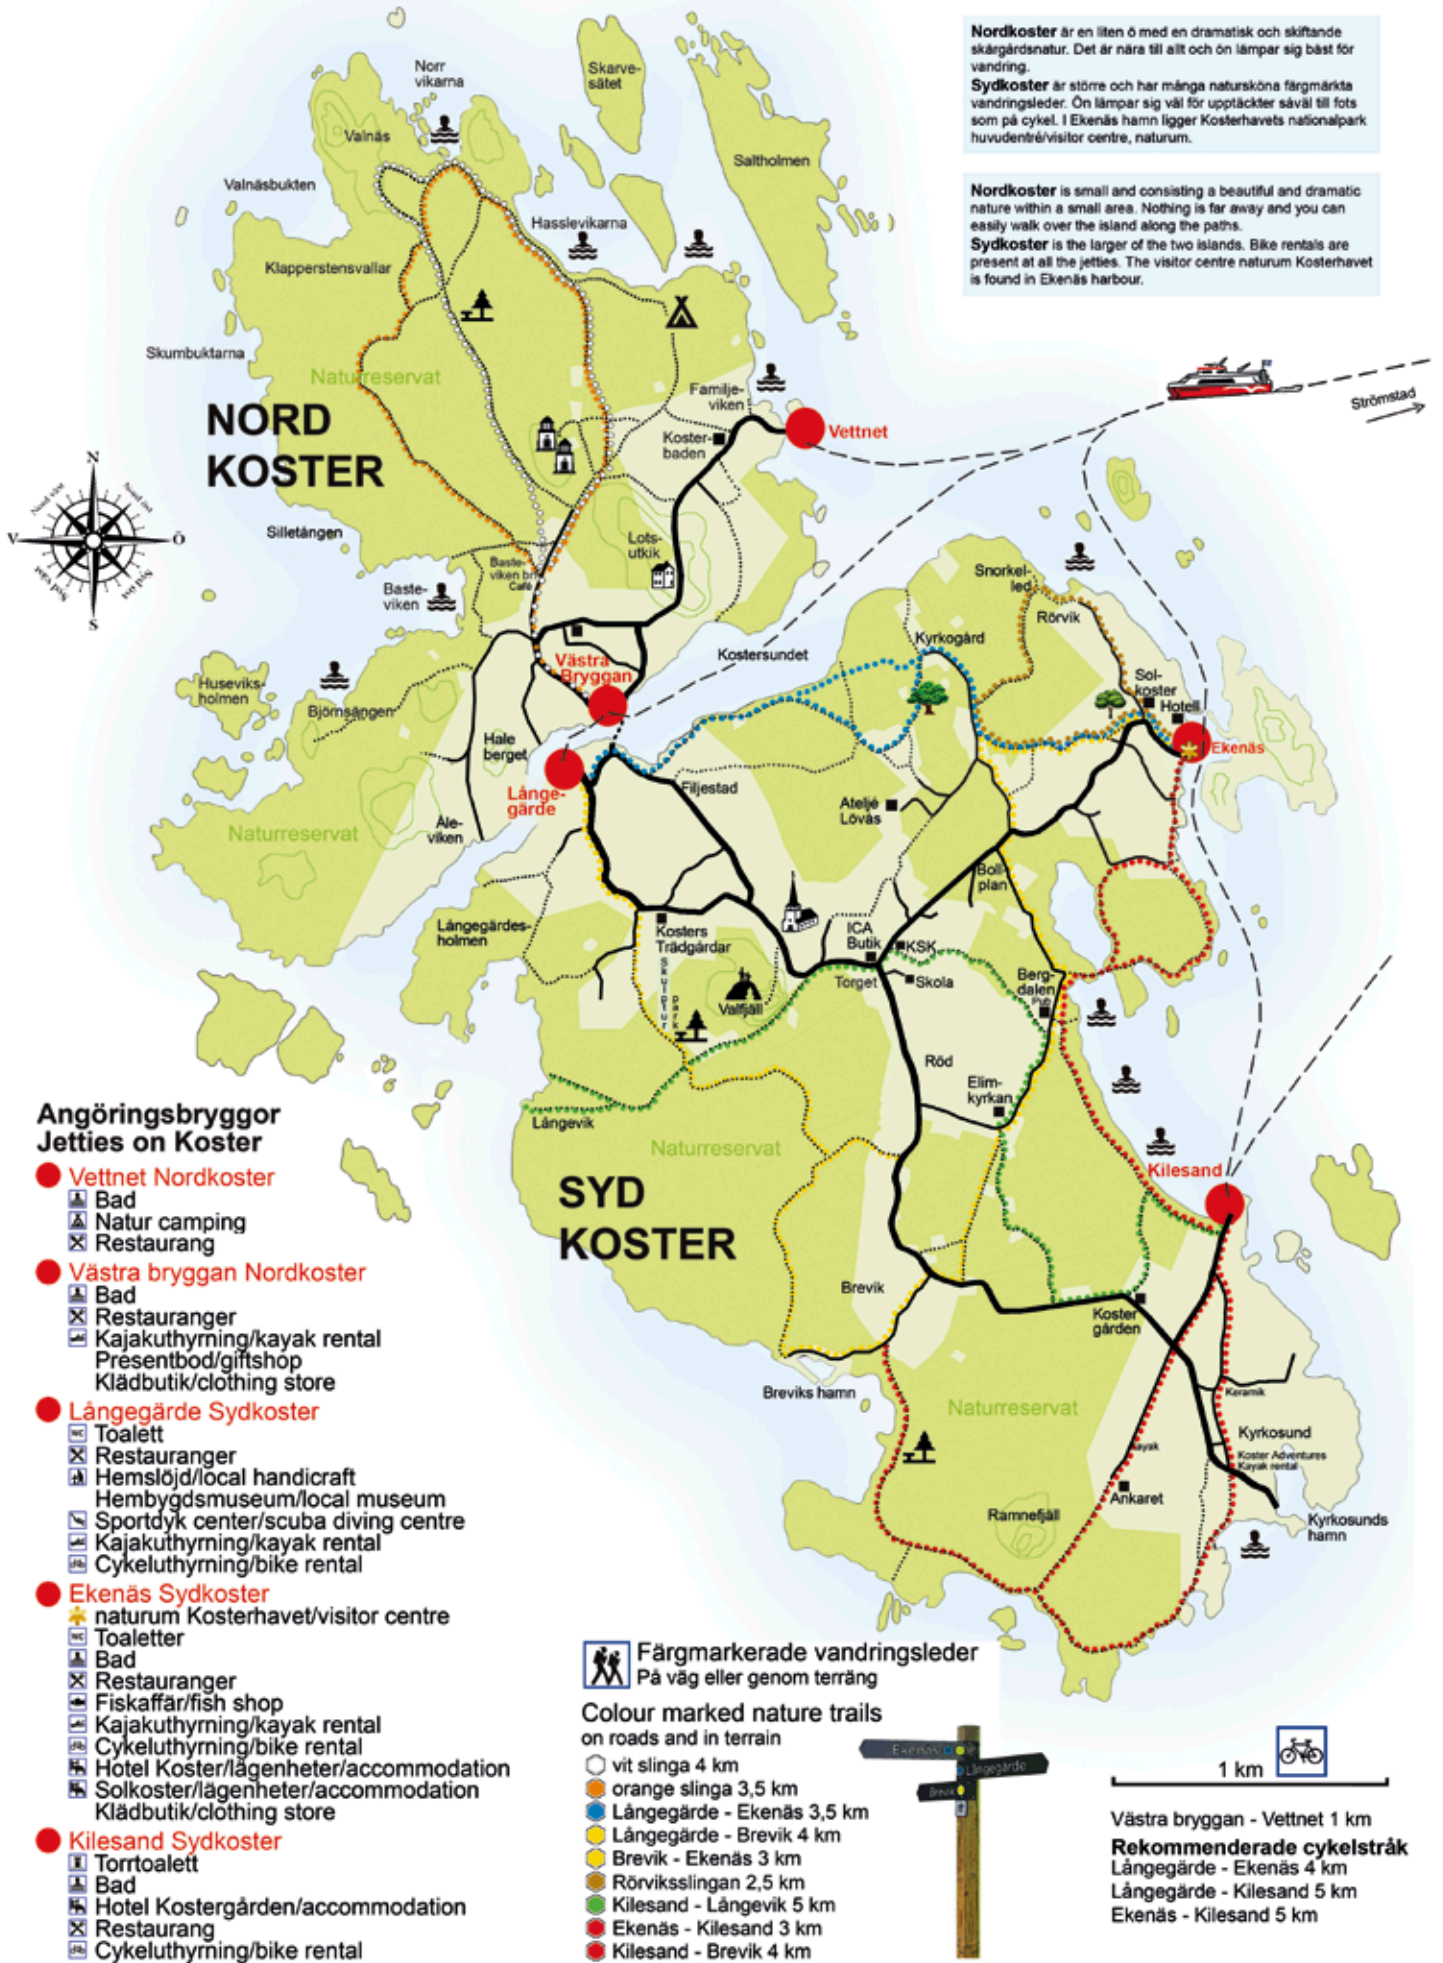 Nordkoster är en liten ö med en dramatisk och skiftande
skärgårdsnatur. Det är nära till allt och ön lämpar sig bäst för
vandring.
Sydkoster är större och har många natursköna färgmärkta
vandringsleder. Ön lämpar sig väl för upptäckter såväl till fots
som på cykel. I Ekenäs hamn ligger Kosterhavets nationalpark
huvudentré/visitor centre, naturum.
Nordkoster is small and consisting a beautiful and dramatic
nature within a small area. Nothing is far away and you can
easily walk over the island along the paths.
Sydkoster is the larger of the two islands. Bike rentals are
present at all the jetties. The visitor centre naturum Kosterhavet
is found in Ekenäs harbour.
Norr
vikarna
Skarve-
sätet
Valnäs
Saltholmen
Valnäsbukten
Hasslevikarna
Klapperstensvallar
Skumbuktarna
Naturreservat
NORD
KOSTER
Familje-
viken
Koster-
baden
Vettnet
Strömstad
N
V
Ö
S
Silletången
Lots-
utkik
Baste-
viken br
Café
Baste-
viken
Snorkel-
led
Rörvik
Kyrkogård
Kostersundet
Västra
Bryggan
Huseviks-
holmen
Björnsängen
Sol-
koster
Hotell
Ekenäs
Hale
berget
Långe-
gärde
Filjestad
Ateljé
Lövås
Naturreservat
Åle-
viken
Boll-
plan
Långegärdes-
holmen
Kosters
Trädgårdar
ICA
Butik
KSK
Skulptur
park
Valfjäll
Torget
Skola
Berg-
dalen
Pub
Röd
Elim-
kyrkan
Långevik
Naturreservat
SYD
KOSTER
Kilesand
Brevik
Koster
gården
Breviks hamn
Naturreservat
Keramik
Kyrkosund
Koster Adventures
Kayak rental
Ankaret
Ramnefjäll
Kyrkosunds
hamn
Angöringsbryggor
Jetties on Koster
Vettnet Nordkoster
Bad
Natur camping
Restaurang
Västra bryggan Nordkoster
Bad
Restauranger
Kajakuthyrning/kayak rental
Presentbod/giftshop
Klädbutik/clothing store
Långegärde Sydkoster
WC Toalett
Restauranger
Hemslöjd/local handicraft
Hembygdsmuseum/local museum
Sportdyk center/scuba diving centre
Kajakuthyrning/kayak rental
Cykeluthyrning/bike rental
Ekenäs Sydkoster
naturum Kosterhavet/visitor centre
WC Toaletter
Bad
Restauranger
Fiskaffär/fish shop
Kajakuthyrning/kayak rental
Cykeluthyrning/bike rental
Hotel Koster/lägenheter/accommodation
Solkoster/lägenheter/accommodation
Klädbutik/clothing store
Kilesand Sydkoster
Torrtoalett
Bad
Hotel Kostergården/accommodation
Restaurang
Cykeluthyrning/bike rental
Färgmarkerade vandringsleder
På väg eller genom terräng
Colour marked nature trails
on roads and in terrain
vit slinga 4 km
orange slinga 3,5 km
Långegärde - Ekenäs 3,5 km
Långegärde - Brevik 4 km
Brevik - Ekenäs 3 km
Rörviksslingan 2,5 km
Kilesand - Långevik 5 km
Ekenäs - Kilesand 3 km
Kilesand - Brevik 4 km
Ekenäs
Långegärde
Brevik
1 km
Västra bryggan - Vettnet 1 km
Rekommenderade cykelstråk
Långegärde - Ekenäs 4 km
Långegärde - Kilesand 5 km
Ekenäs - Kilesand 5 km